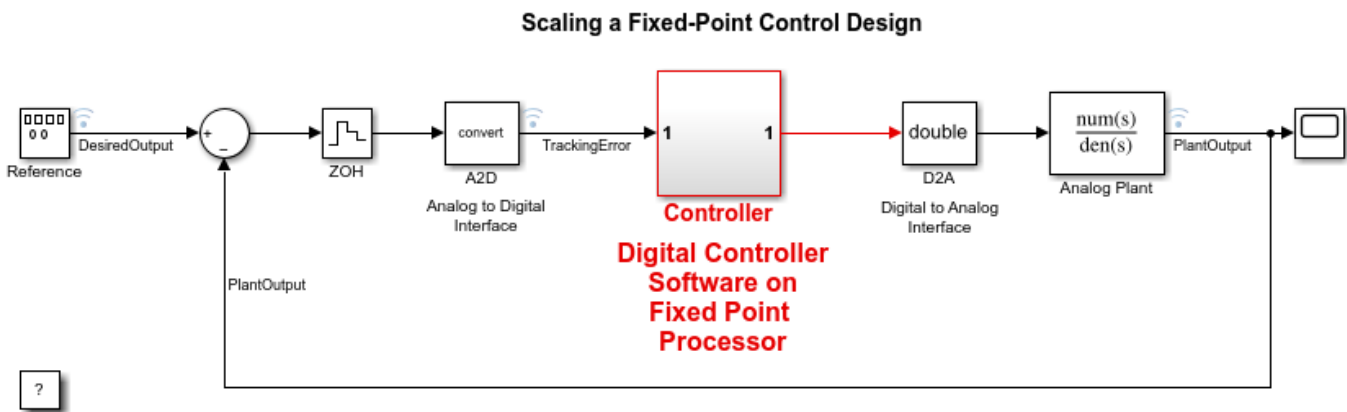 Scaling a Fixed-Point Control Design
DesiredOutput
Reference
+
−
ZOH
convert
A2D
Analog to Digital
Interface
TrackingError
1
1
Controller
Digital Controller
Software on
Fixed Point
Processor
double
D2A
Digital to Analog
Interface
num(s)
den(s)
Analog Plant
PlantOutput
PlantOutput
?